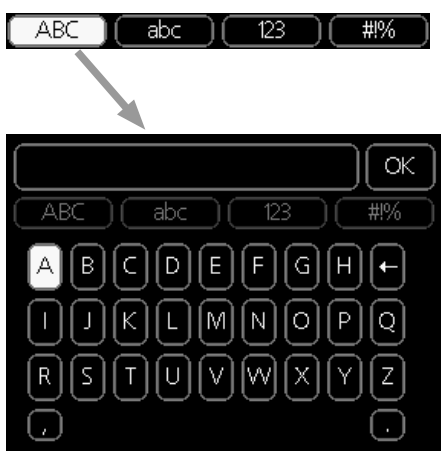 ABC abc 123 #!%
OK
ABC abc 123 #!%
A B C D E F G H ←
I J K L M N O P Q
R S T U V W X Y Z
, .